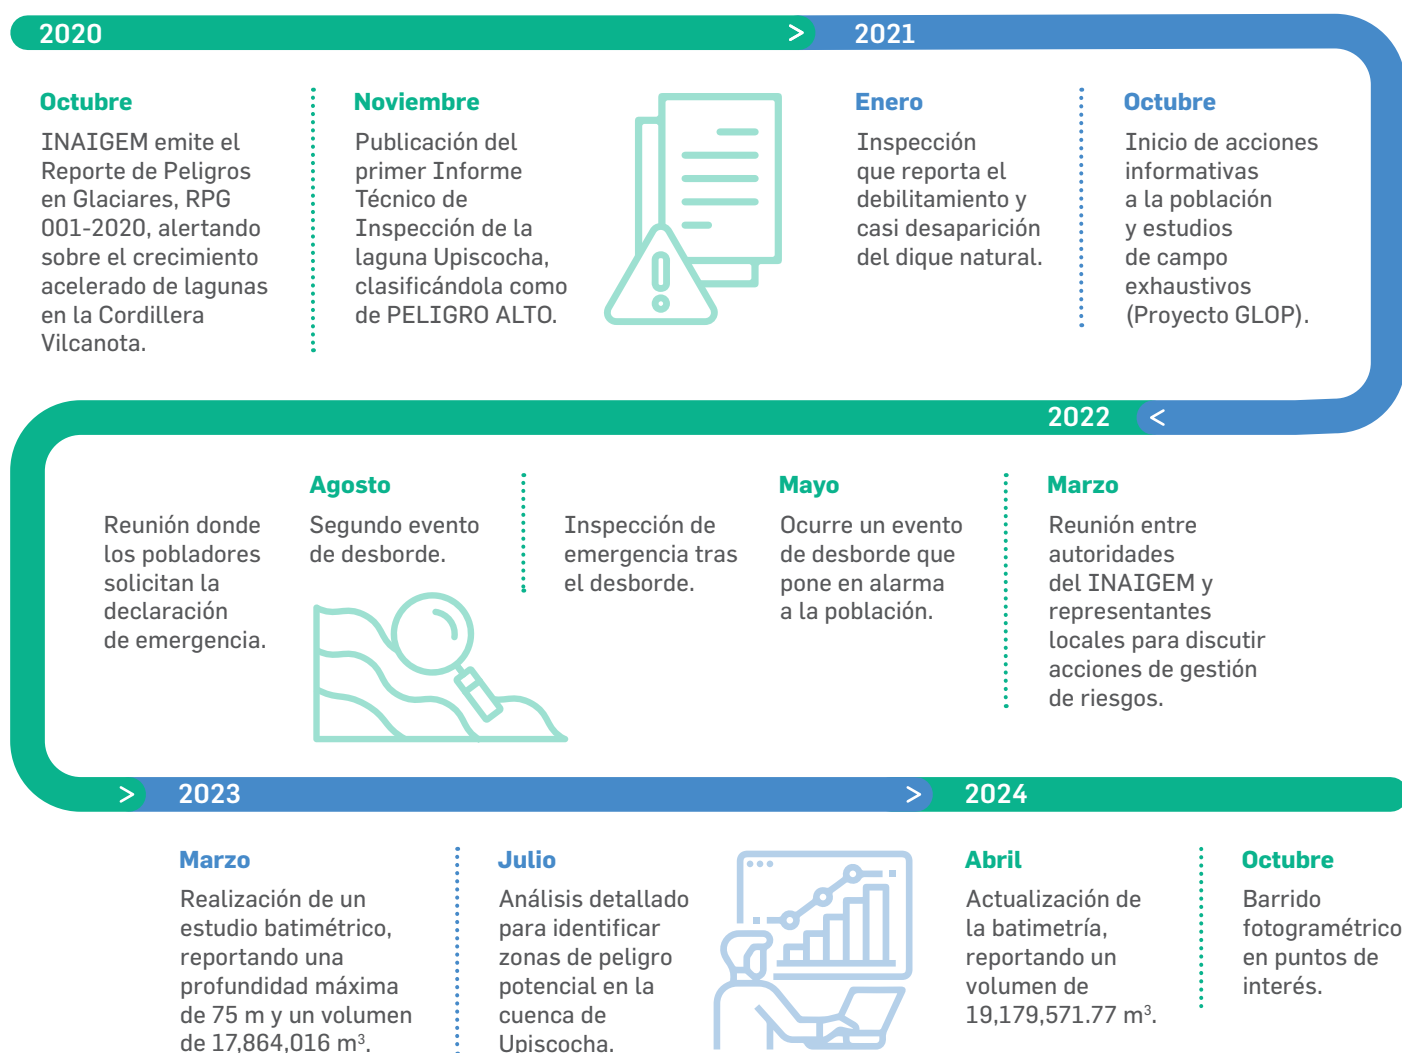 2020
>
2021
Octubre
INAIGEM emite el
Reporte de Peligros
en Glaciares, RPG
001-2020, alertando
sobre el crecimiento
acelerado de lagunas
en la Cordillera
Vilcanota.
Noviembre
Publicación del
primer Informe
Técnico de
Inspección de la
laguna Upiscocha,
clasificándola como
de PELIGRO ALTO.
Enero
Inspección
que reporta el
debilitamiento y
casi desaparición
del dique natural.
Octubre
Inicio de acciones
informativas
a la población
y estudios
de campo
exhaustivos
(Proyecto GLOP).
2022
<
Marzo
Reunión entre
autoridades
del INAIGEM y
representantes
locales para discutir
acciones de gestión
de riesgos.
Mayo
Ocurre un evento
de desborde que
pone en alarma
a la población.
Inspección de
emergencia tras
el desborde.
Agosto
Segundo evento
de desborde.
Reunión donde
los pobladores
solicitan la
declaración
de emergencia.
>
2023
>
2024
Marzo
Realización de un
estudio batimétrico,
reportando una
profundidad máxima
de 75 m y un volumen
de 17,864,016 m³.
Julio
Análisis detallado
para identificar
zonas de peligro
potencial en la
cuenca de
Upiscocha.
Abril
Actualización de
la batimetría,
reportando un
volumen de
19,179,571.77 m³.
Octubre
Barrido
fotogramétrico
en puntos de
interés.